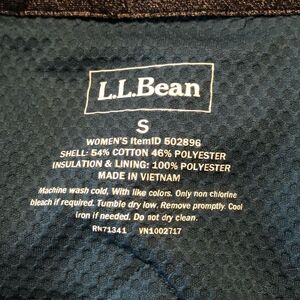 L.L.Bean
S
WOMEN'S ItemID 502896
SHELL: 54% COTTON 46% POLYESTER
INSULATION & LINING: 100% POLYESTER
MADE IN VIETNAM
Machine wash cold, With like colors. Only non chlorine
bleach if required. Tumble dry low. Remove promptly. Cool
iron if needed. Do not dry clean.
RN71341 VN1002717